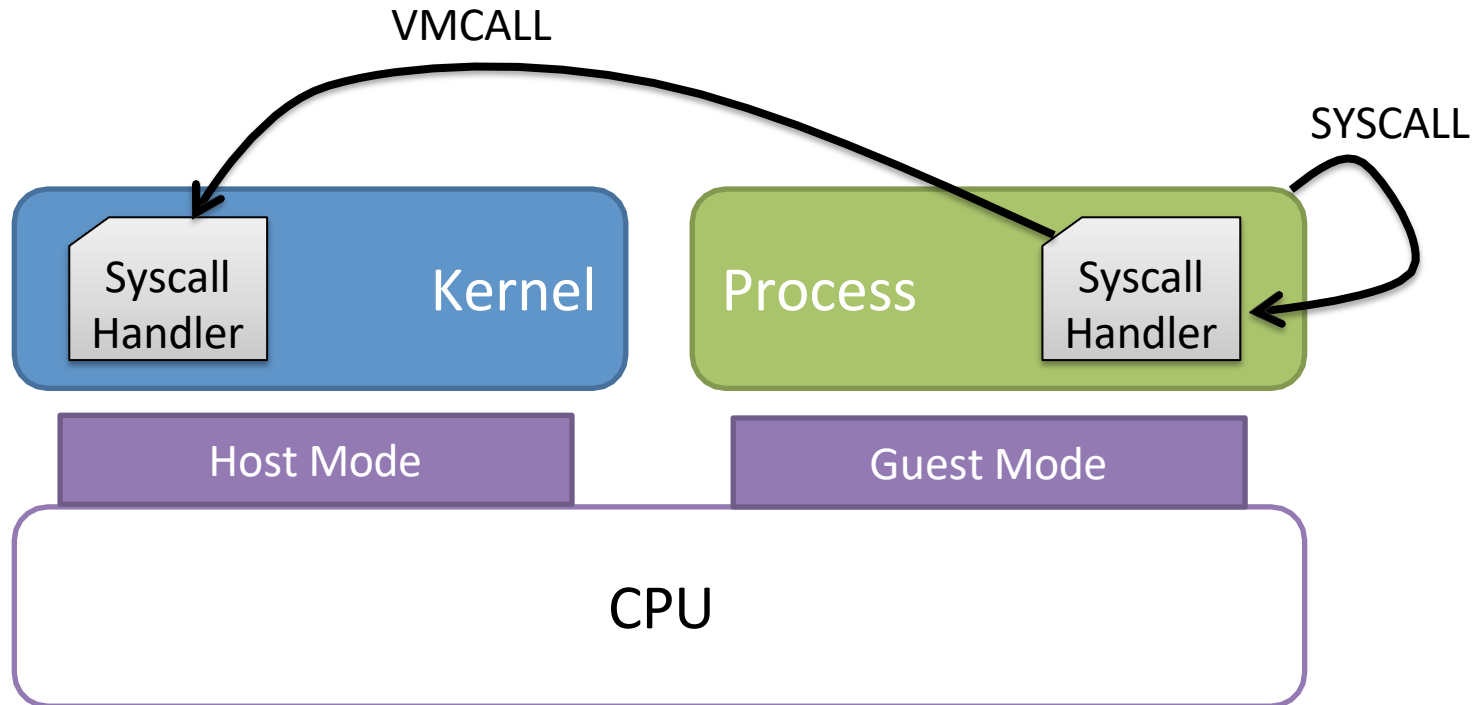 VMCALL
SYSCALL
Syscall
Handler
Kernel
Process
Syscall
Handler
Host Mode
Guest Mode
CPU